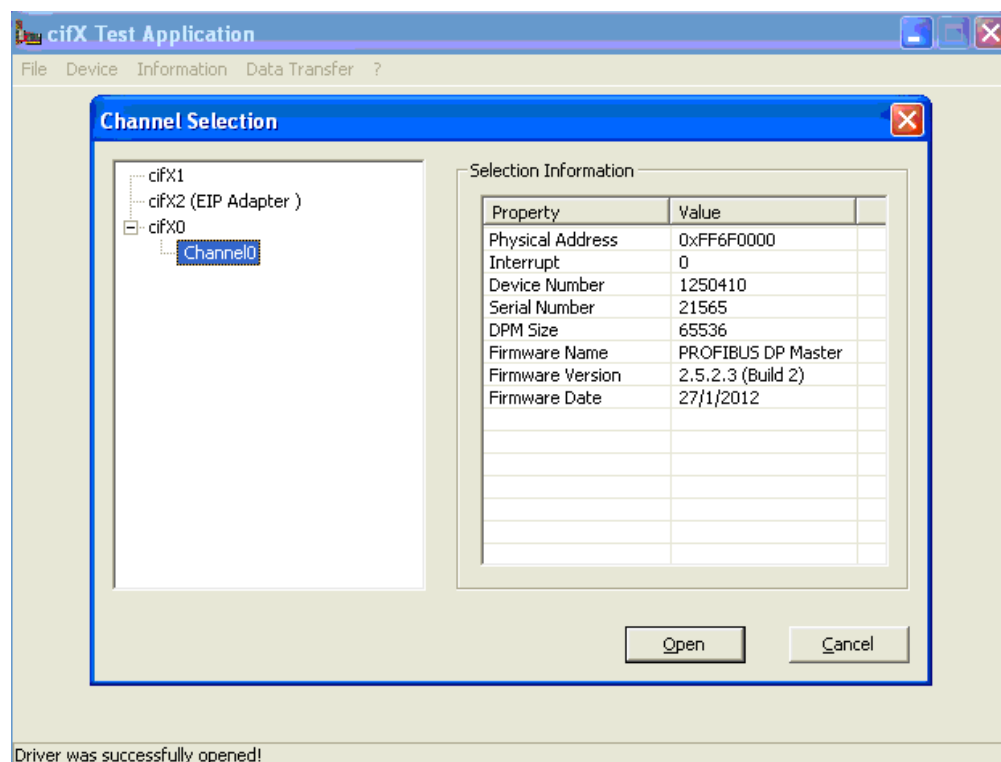 cifX Test Application
File Device Information Data Transfer ?
Channel Selection
cifX1
cifX2 (EIP Adapter )
cifX0
Channel0
Selection Information
Property Value
Physical Address 0xFF6F0000
Interrupt 0
Device Number 1250410
Serial Number 21565
DPM Size 65536
Firmware Name PROFIBUS DP Master
Firmware Version 2.5.2.3 (Build 2)
Firmware Date 27/1/2012
Open Cancel
Driver was successfully opened!